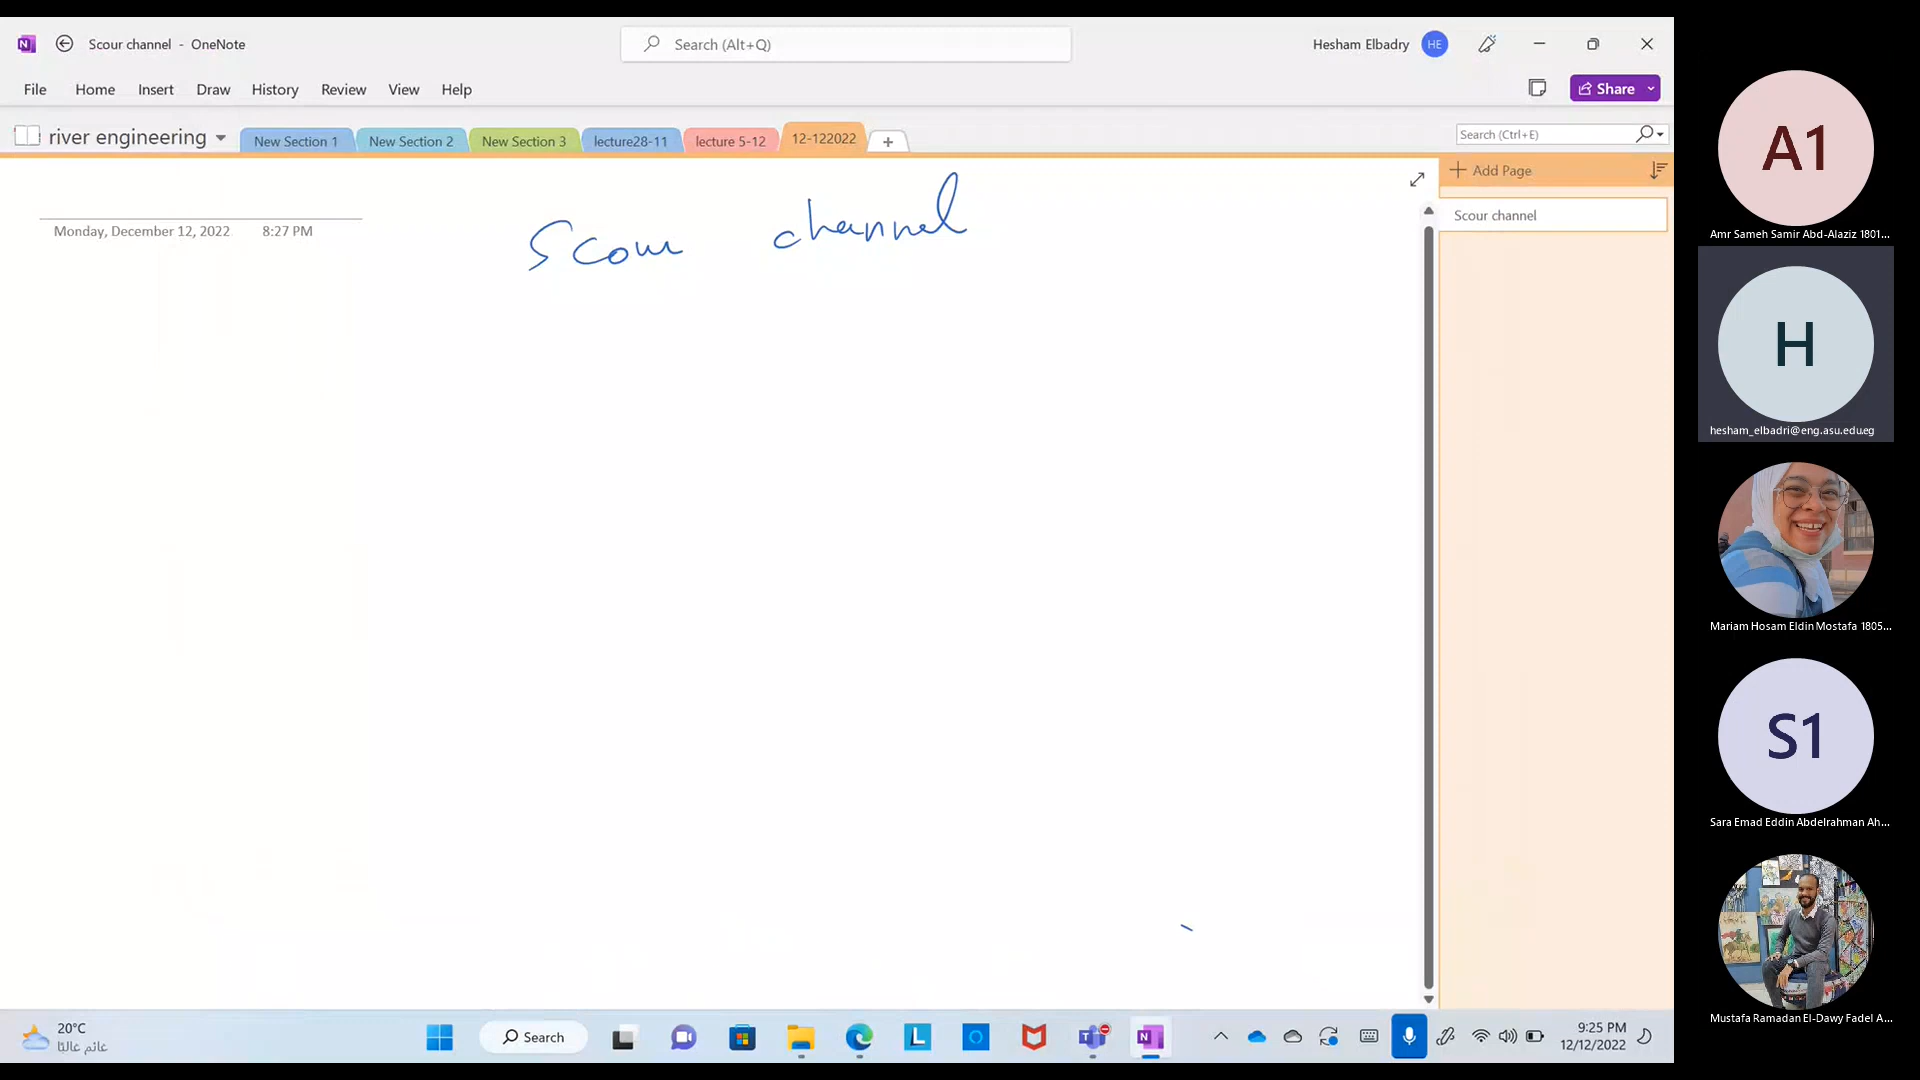 Scour channel - OneNote
Search (Alt+Q)
Hesham Elbadry
HE
File Home Insert Draw History Review View Help
Share
river engineering
New Section 1
New Section 2
New Section 3
lecture28-11
lecture 5-12
12-122022
Search (Ctrl+E)
Add Page
Scour channel
Scour channel
Monday, December 12, 2022 8:27 PM
A1
Amr Sameh Samir Abd-Alaziz 1801...
H
hesham_elbadri@eng.asu.edu.eg
Mariam Hosam Eldin Mostafa 1805...
S1
Sara Emad Eddin Abdelrahman Ah...
Mustafa Ramadan El-Dawy Fadel A...
20°C
غائم غالبًا
Search
9:25 PM
12/12/2022